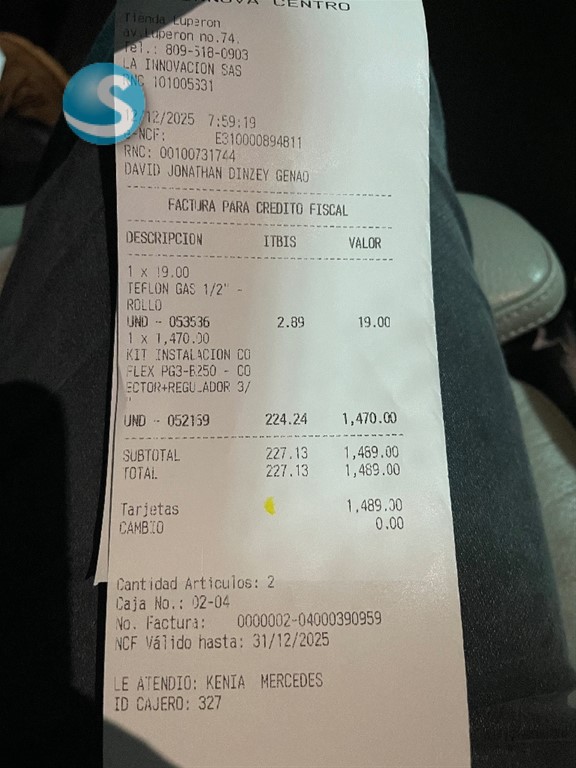 NOVA CENTRO
Tienda Luperon
av.Luperon no.74,
Tel.: 809-518-0903
LA INNOVACION SAS
RNC 101005331
12/12/2025 7:59:19
e-NCF: E310000894811
RNC: 00100731744
DAVID JONATHAN DINZEY GENAO
FACTURA PARA CREDITO FISCAL
DESCRIPCION ITBIS VALOR
1 x 19.00
TEFLON GAS 1/2" -
ROLLO
UND - 053536 2.89 19.00
1 x 1,470.00
KIT INSTALACION CO
FLEX PG3-B250 - CO
ECTOR+REGULADOR 3/
"
UND - 052159 224.24 1,470.00
SUBTOTAL 227.13 1,489.00
TOTAL 227.13 1,489.00
Tarjetas 1,489.00
CAMBIO 0.00
Cantidad Articulos: 2
Caja No.: 02-04
No. Factura: 0000002-04000390959
NCF Válido hasta: 31/12/2025
LE ATENDIO: KENIA MERCEDES
ID CAJERO: 327